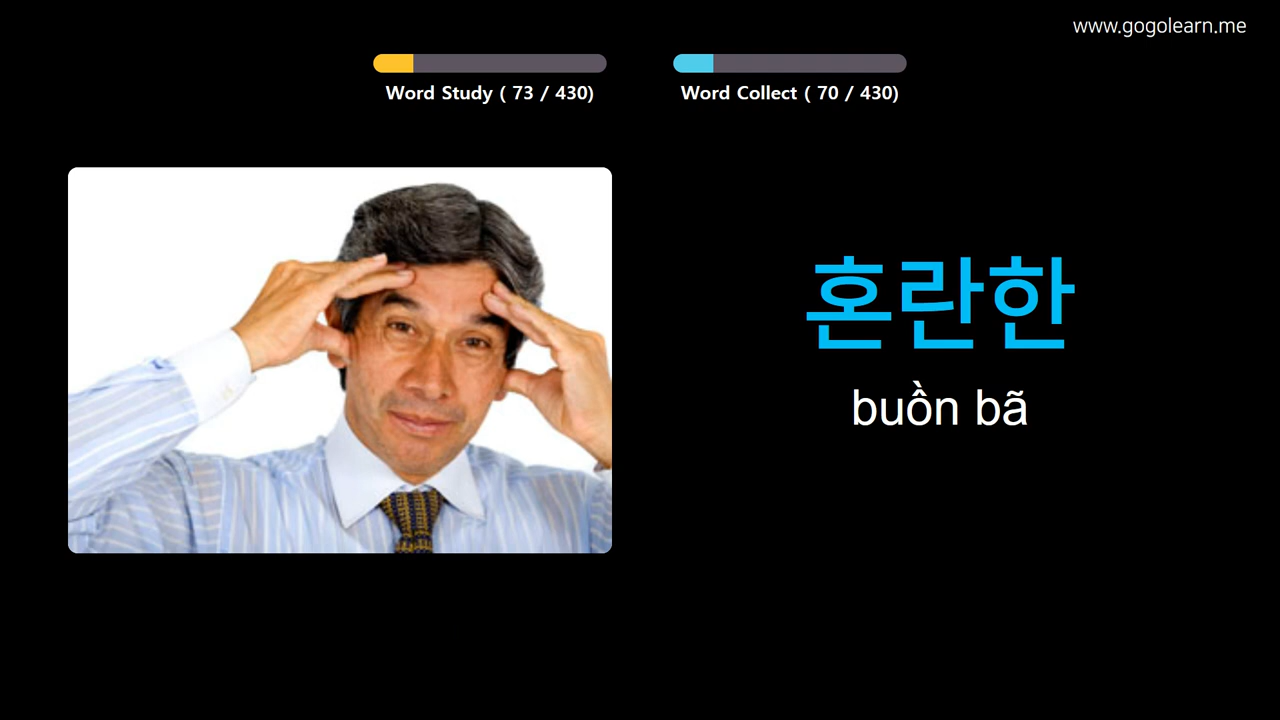 www.gogolearn.me
Word Study ( 73 / 430)
Word Collect ( 70 / 430)
혼란한
buồn bã